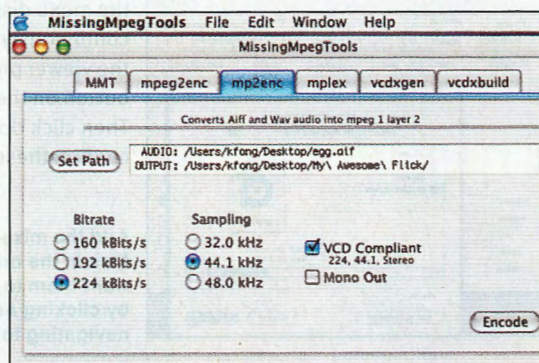 MissingMpegTools File Edit Window Help
MissingMpegTools
MMT mpeg2enc mp2enc mplex vcdxgen vcdxbuild
Converts Aiff and Wav audio into mpeg 1 layer 2
Set Path
AUDIO: /Users/kfong/Desktop/egg.aif
OUTPUT: /Users/kfong/Desktop/My\ Awesome\ Flick/
Bitrate
160 kBits/s
192 kBits/s
224 kBits/s
Sampling
32.0 kHz
44.1 kHz
48.0 kHz
VCD Compliant
224, 44.1, Stereo
Mono Out
Encode